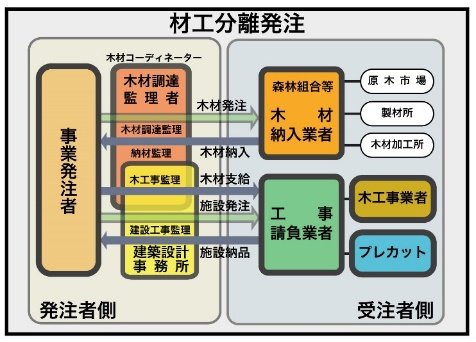 材工分離発注
木材コーディネーター
木材調達
監理者
木材発注
木材調達監理
納材監理
木材納入
木工事監理
木材支給
施設発注
建設工事監理
建築設計
事務所
施設納品
事業発注者
発注者側
森林組合等
木材
納入業者
原木市場
製材所
木材加工所
工事
請負業者
木工事業者
プレカット
受注者側